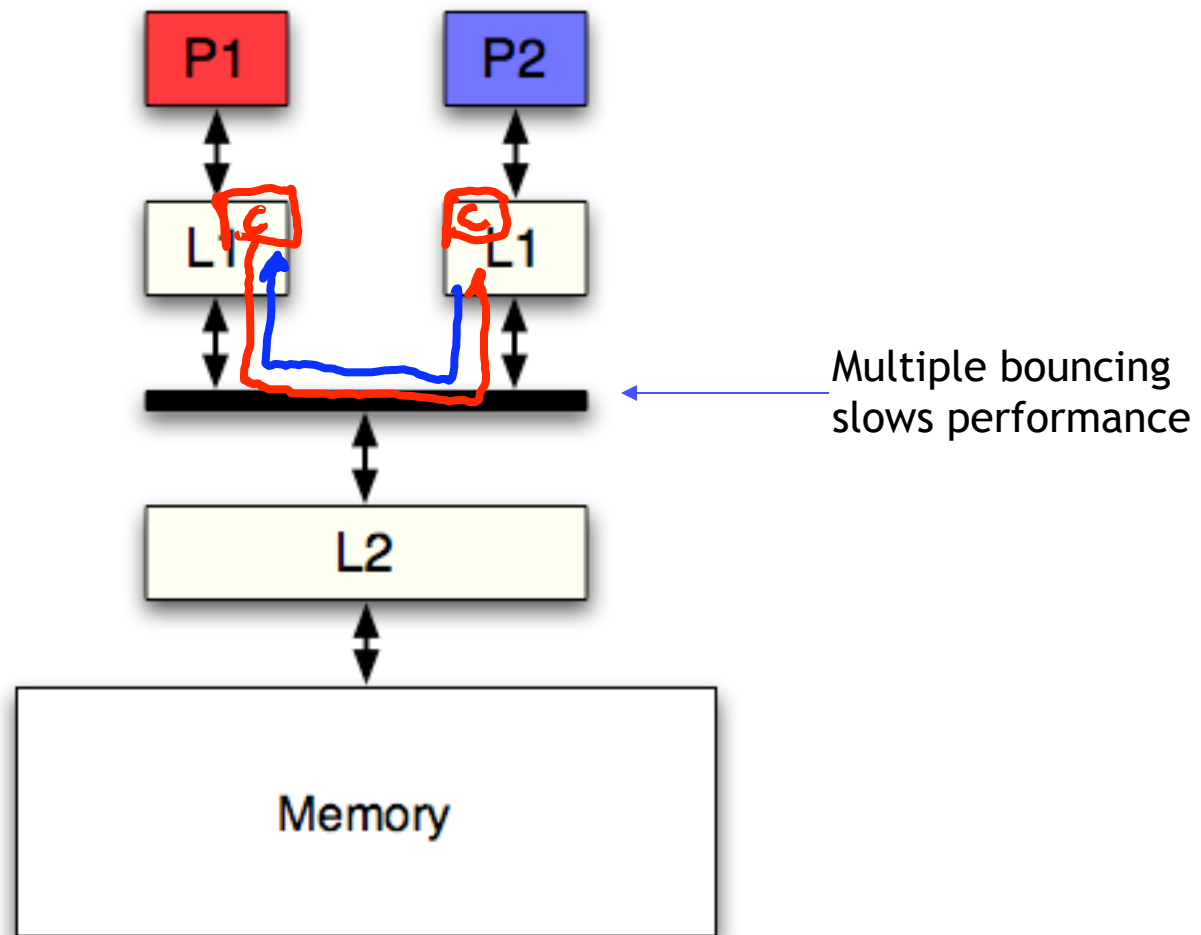 P1
P2
C
C
L1
L1
Multiple bouncing
slows performance
L2
Memory